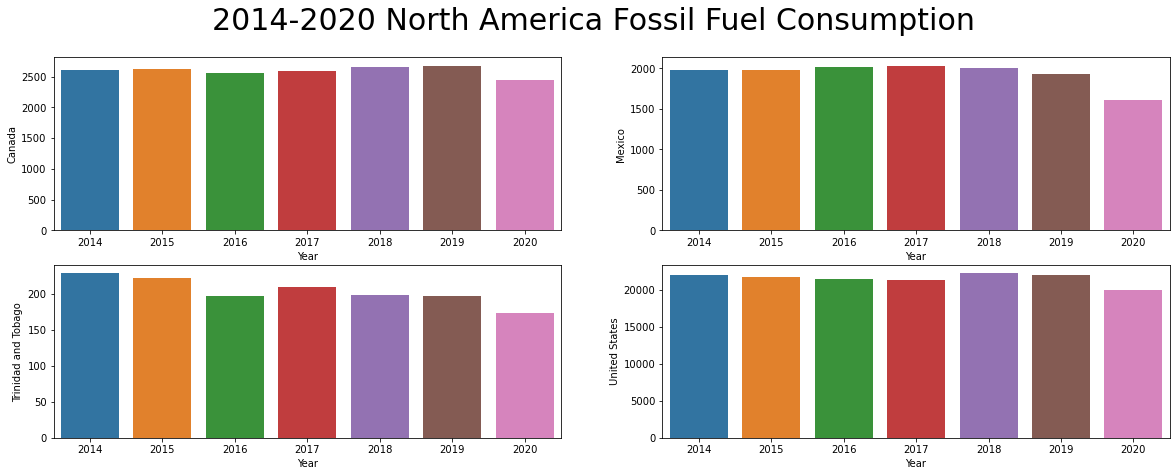 2014-2020 North America Fossil Fuel Consumption
Canada
2500
2000
1500
1000
500
0
2014 2015 2016 2017 2018 2019 2020
Year
Mexico
2000
1500
1000
500
0
2014 2015 2016 2017 2018 2019 2020
Year
Trinidad and Tobago
200
150
100
50
0
2014 2015 2016 2017 2018 2019 2020
Year
United States
20000
15000
10000
5000
0
2014 2015 2016 2017 2018 2019 2020
Year